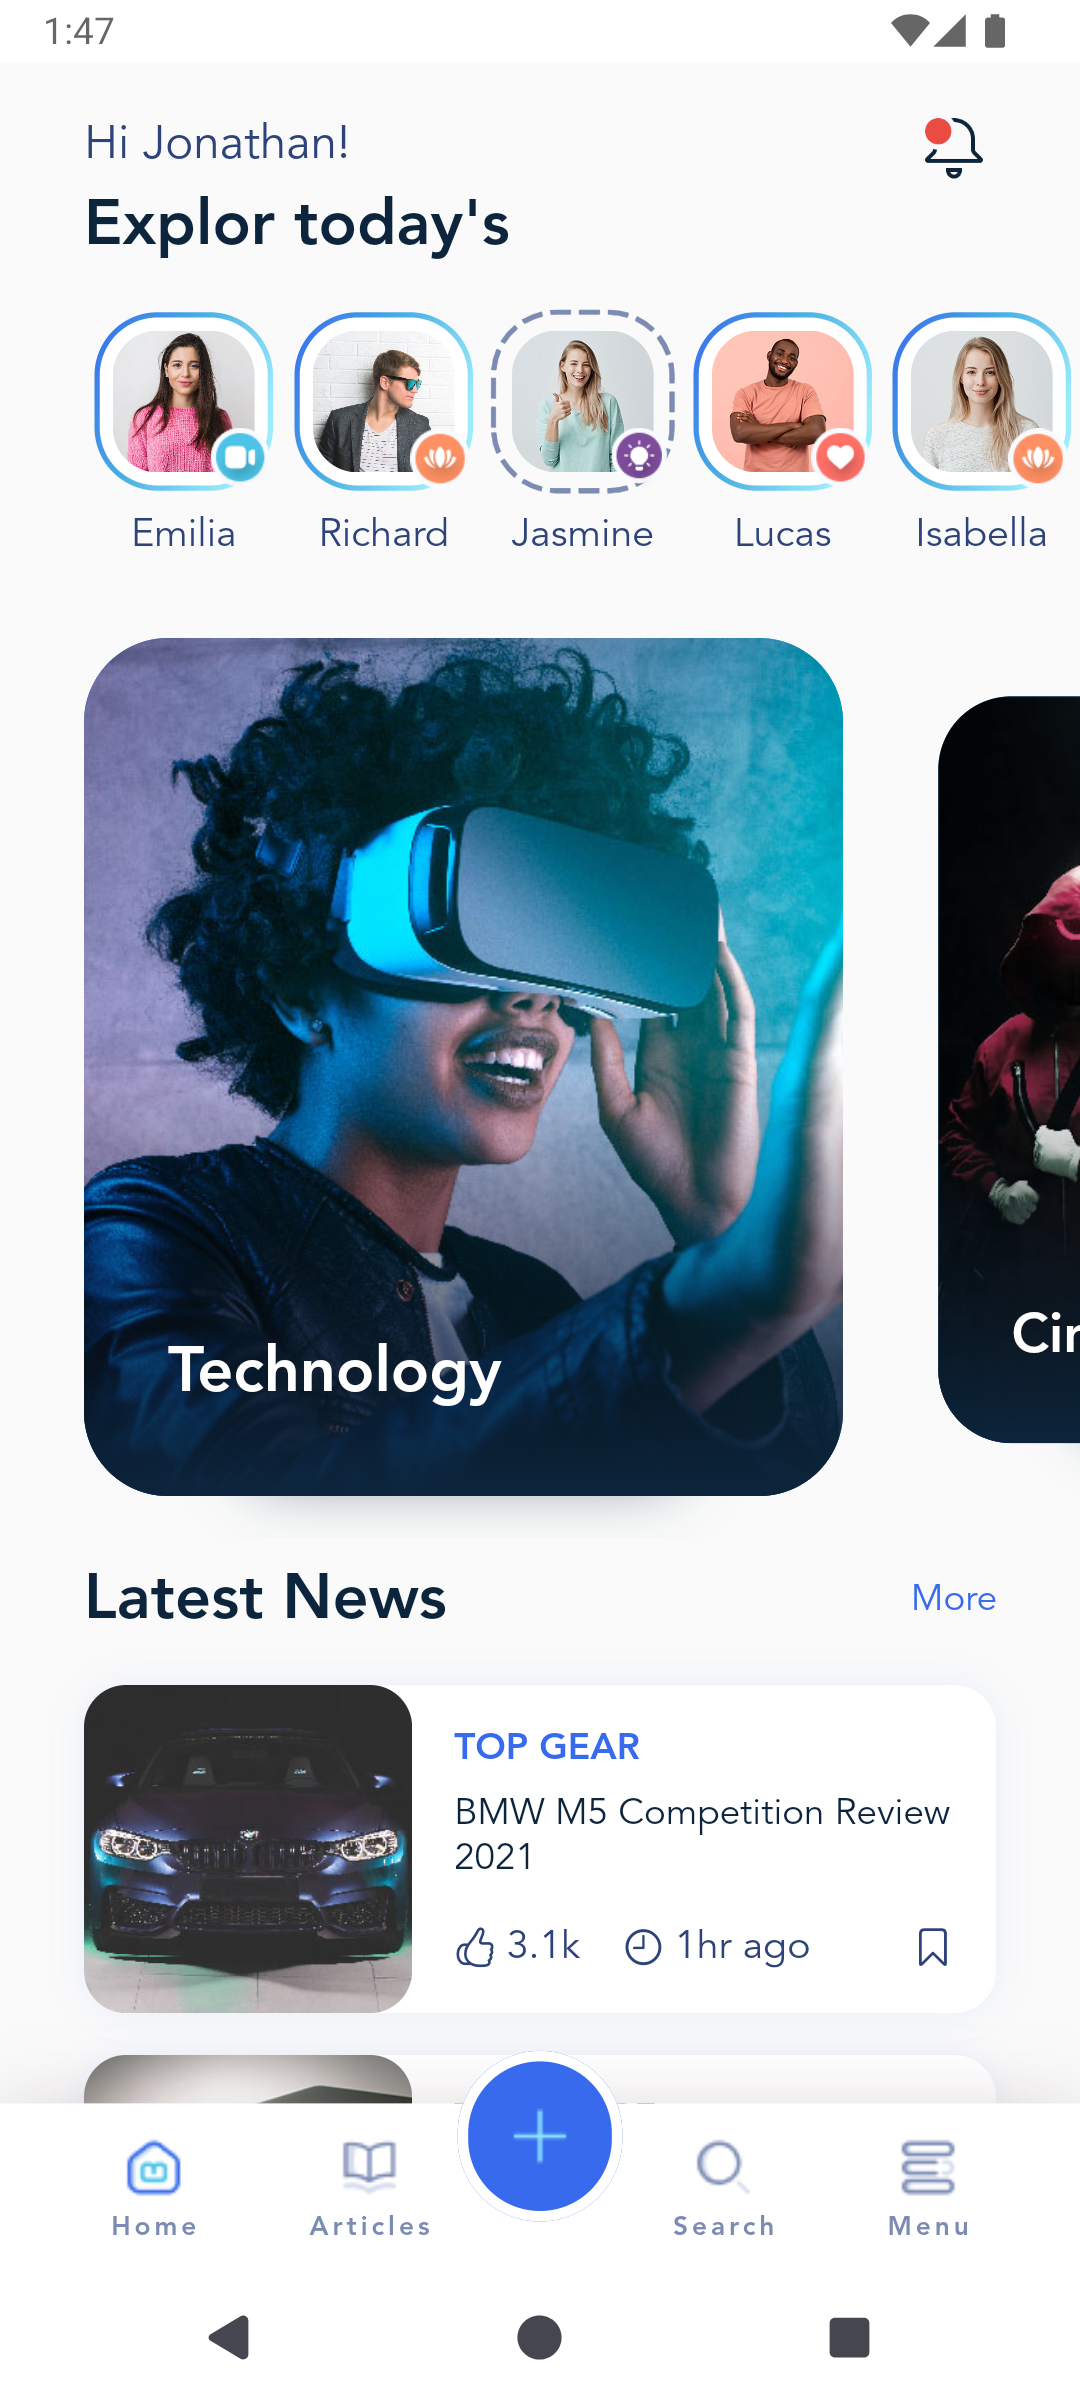 1:47
Hi Jonathan!
Explor today's
Emilia
Richard
Jasmine
Lucas
Isabella
Technology
Latest News
More
TOP GEAR
BMW M5 Competition Review
2021
3.1k
1hr ago
Home
Articles
Search
Menu